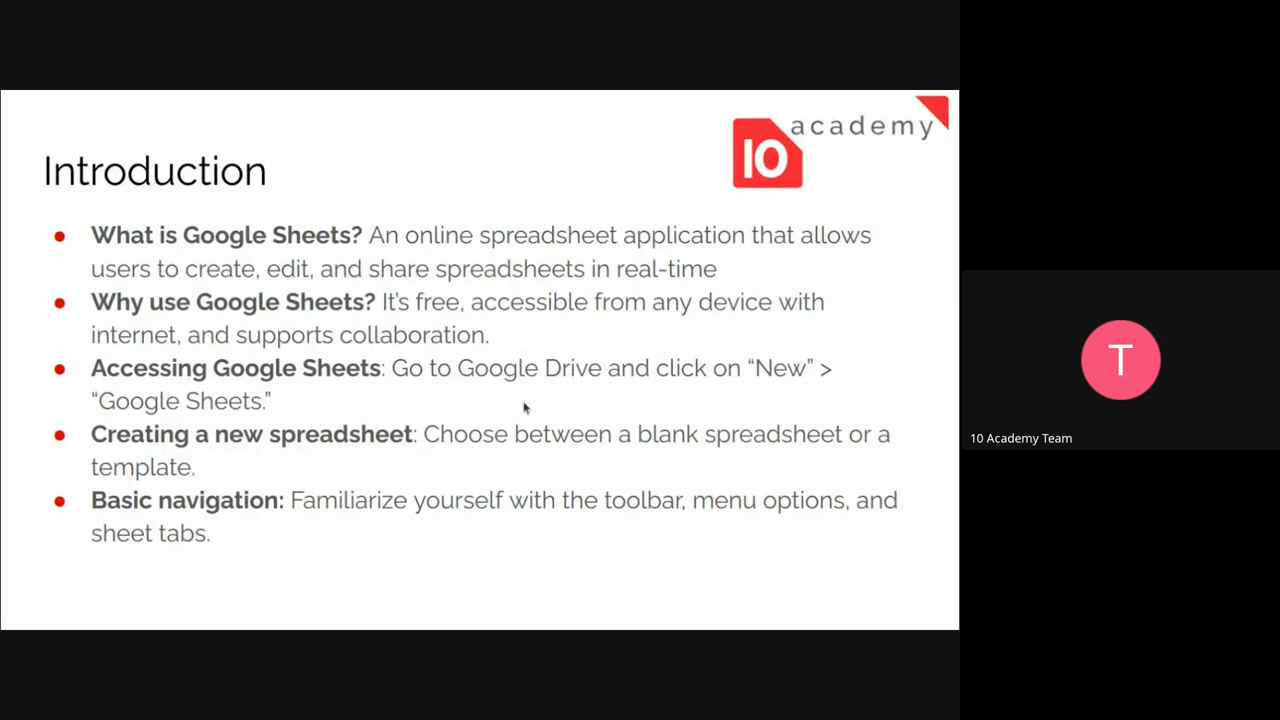 10 academy
Introduction
● What is Google Sheets? An online spreadsheet application that allows
users to create, edit, and share spreadsheets in real-time
● Why use Google Sheets? It’s free, accessible from any device with
internet, and supports collaboration.
● Accessing Google Sheets: Go to Google Drive and click on “New” >
“Google Sheets.”
● Creating a new spreadsheet: Choose between a blank spreadsheet or a
template.
● Basic navigation: Familiarize yourself with the toolbar, menu options, and
sheet tabs.
T
10 Academy Team